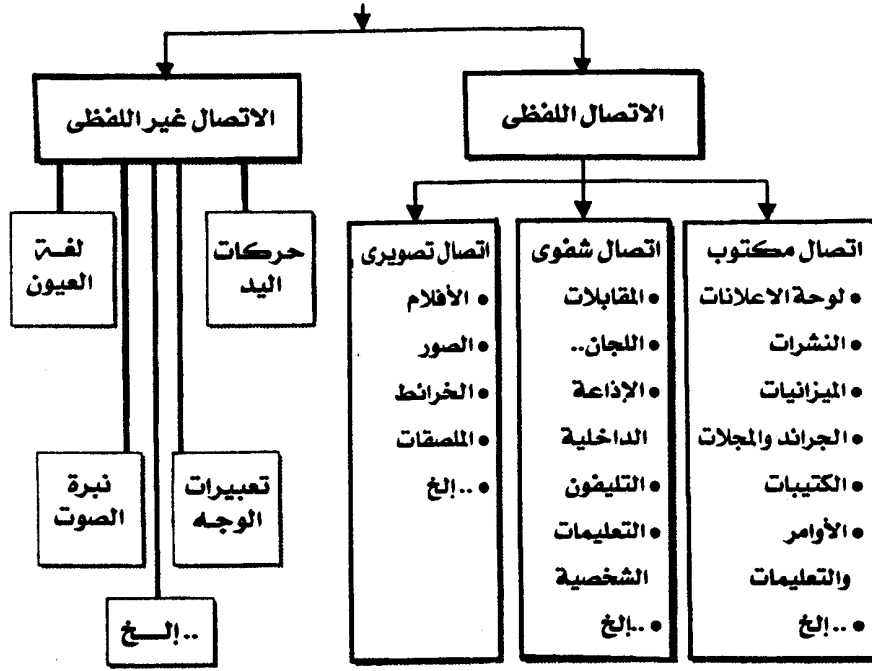 الاتصال اللفظى
اتصال مكتوب
• لوحة الاعلانات
• النشرات
• الميزانيات
• الجرائد والمجلات
• الكتيبات
• الأوامر
والتعليمات
• ..إلخ
اتصال شفوى
• المقابلات
• اللجان..
• الإذاعة
الداخلية
• التليفون
• التعليمات
الشخصية
• ..إلخ
اتصال تصويرى
• الأفلام
• الصور
• الخرائط
• الملصقات
• ..إلخ
الاتصال غير اللفظى
حركات
اليد
لغة
العيون
تعبيرات
الوجه
نبرة
الصوت
..إلخ